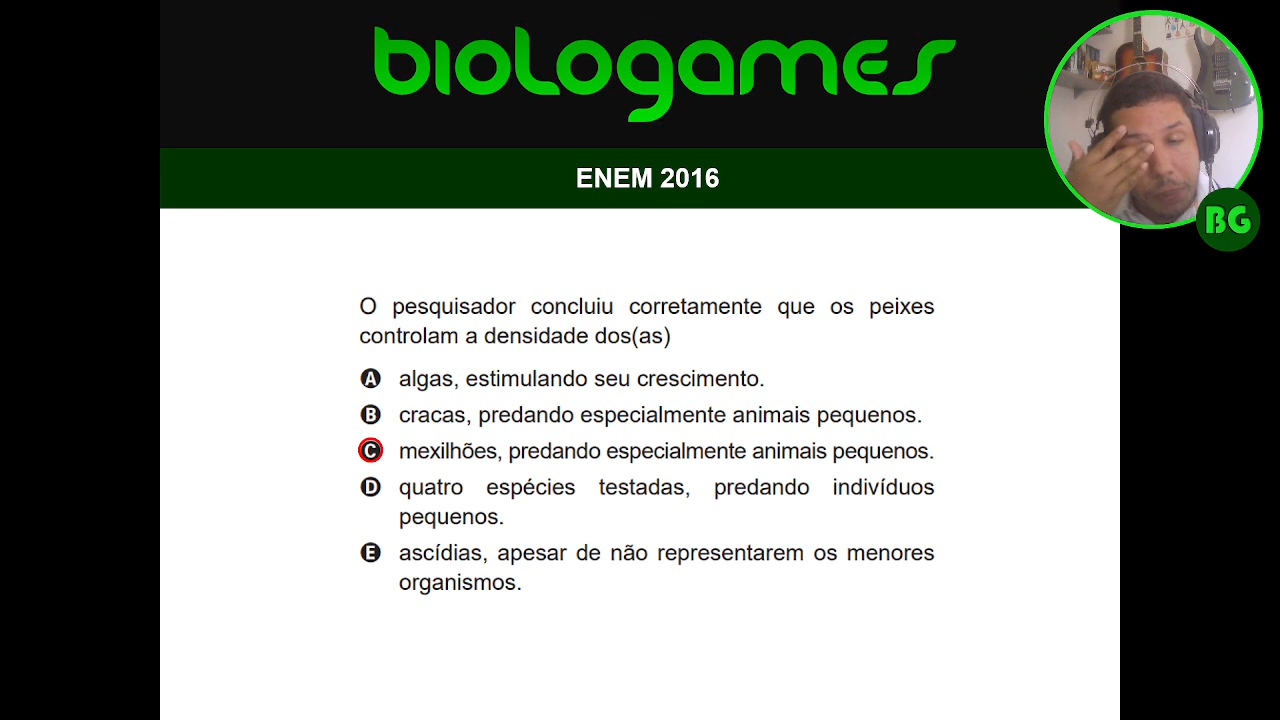 BIOLOGAMES
BG
ENEM 2016
O pesquisador concluiu corretamente que os peixes
controlam a densidade dos(as)
A algas, estimulando seu crescimento.
B cracas, predando especialmente animais pequenos.
C mexilhões, predando especialmente animais pequenos.
D quatro espécies testadas, predando indivíduos
pequenos.
E ascídias, apesar de não representarem os menores
organismos.